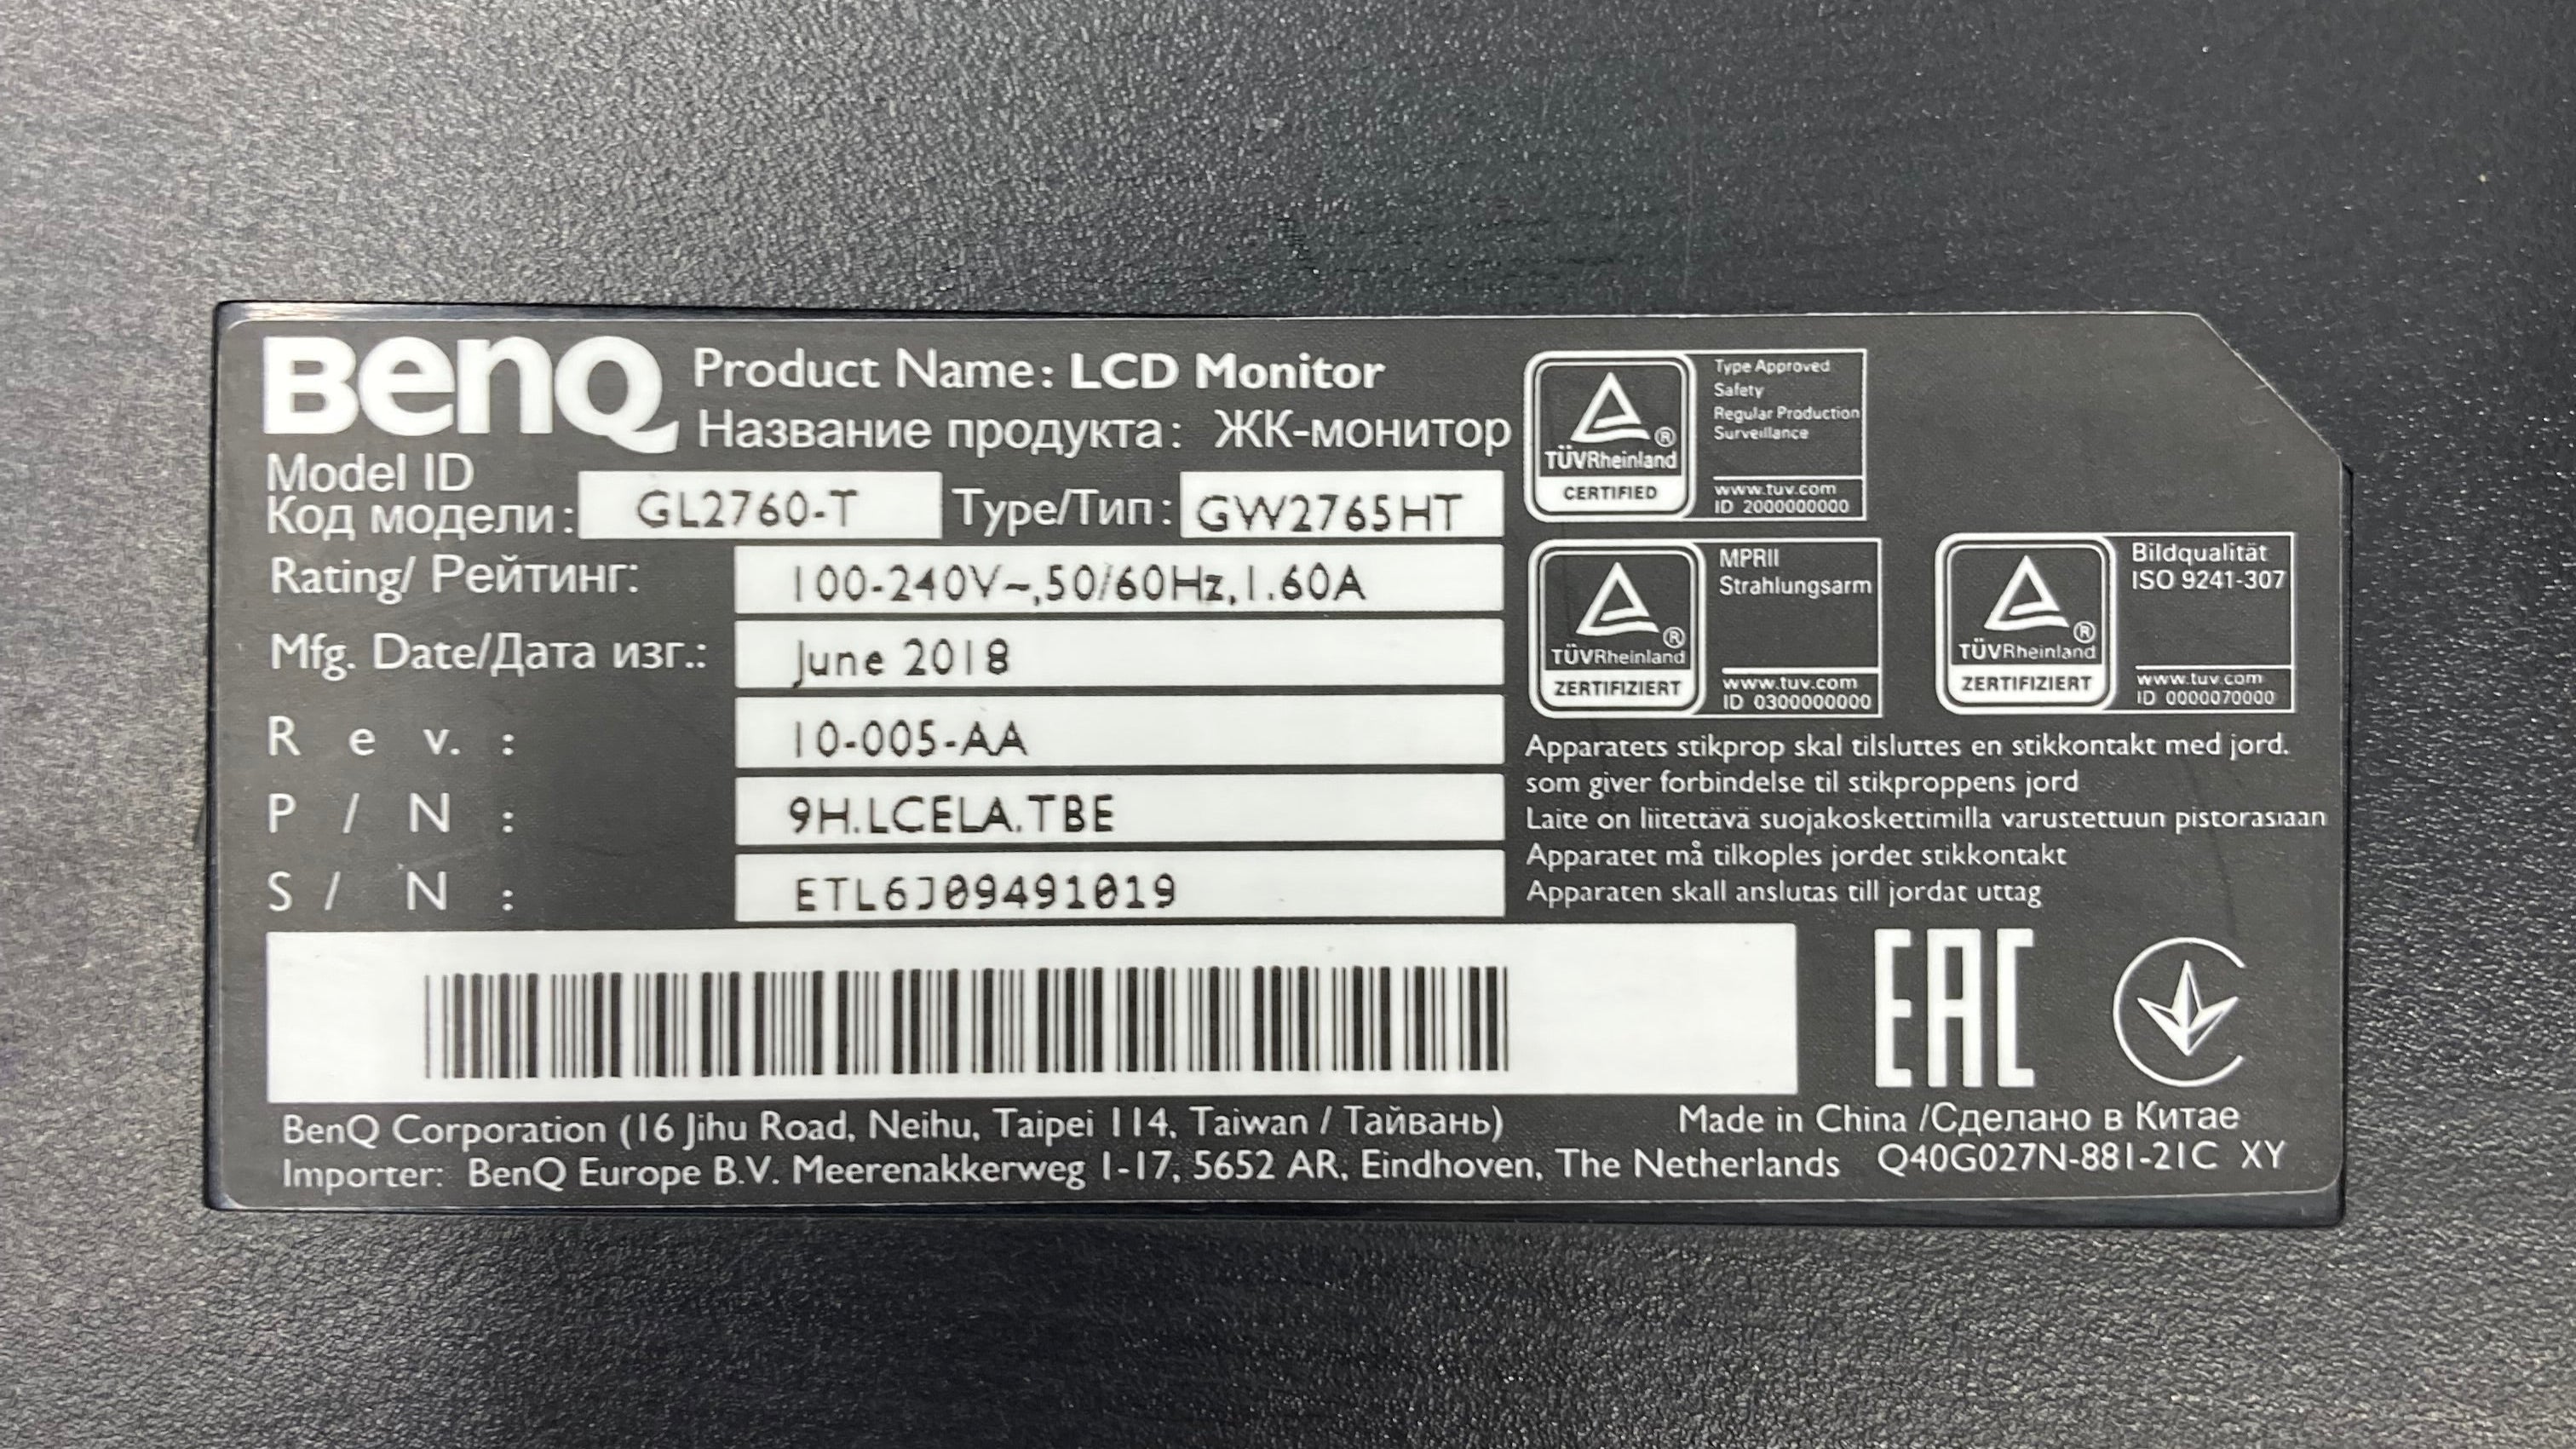 BenQ
Product Name: LCD Monitor
Название продукта: ЖК-монитор
Model ID
Код модели: GL2760-T Type/Тип: GW2765HT
Rating/ Рейтинг: 100-240V~,50/60Hz,1.60A
Mfg. Date/Дата изг.: June 2018
Rev.: 10-005-AA
P/N: 9H.LCELA.TBE
S/N: ETL6J09491019
Type Approved
Safety
Regular Production
Surveillance
TÜVRheinland ®
CERTIFIED
www.tuv.com
ID 2000000000
MPRII
Strahlungsarm
TÜVRheinland ®
ZERTIFIZIERT
www.tuv.com
ID 0300000000
Bildqualität
ISO 9241-307
TÜVRheinland ®
ZERTIFIZIERT
www.tuv.com
ID 0000070000
Apparatets stikprop skal tilsluttes en stikkontakt med jord.
som giver forbindelse til stikproppens jord
Laite on liitettävä suojakoskettimilla varustettuun pistorasiaan
Apparatet må tilkoples jordet stikkontakt
Apparaten skall anslutas till jordat uttag
EAC
BenQ Corporation (16 Jihu Road, Neihu, Taipei 114, Taiwan / Тайвань)
Importer: BenQ Europe B.V. Meerenakkerweg 1-17, 5652 AR, Eindhoven, The Netherlands
Made in China /Сделано в Китае
Q40G027N-881-21C XY